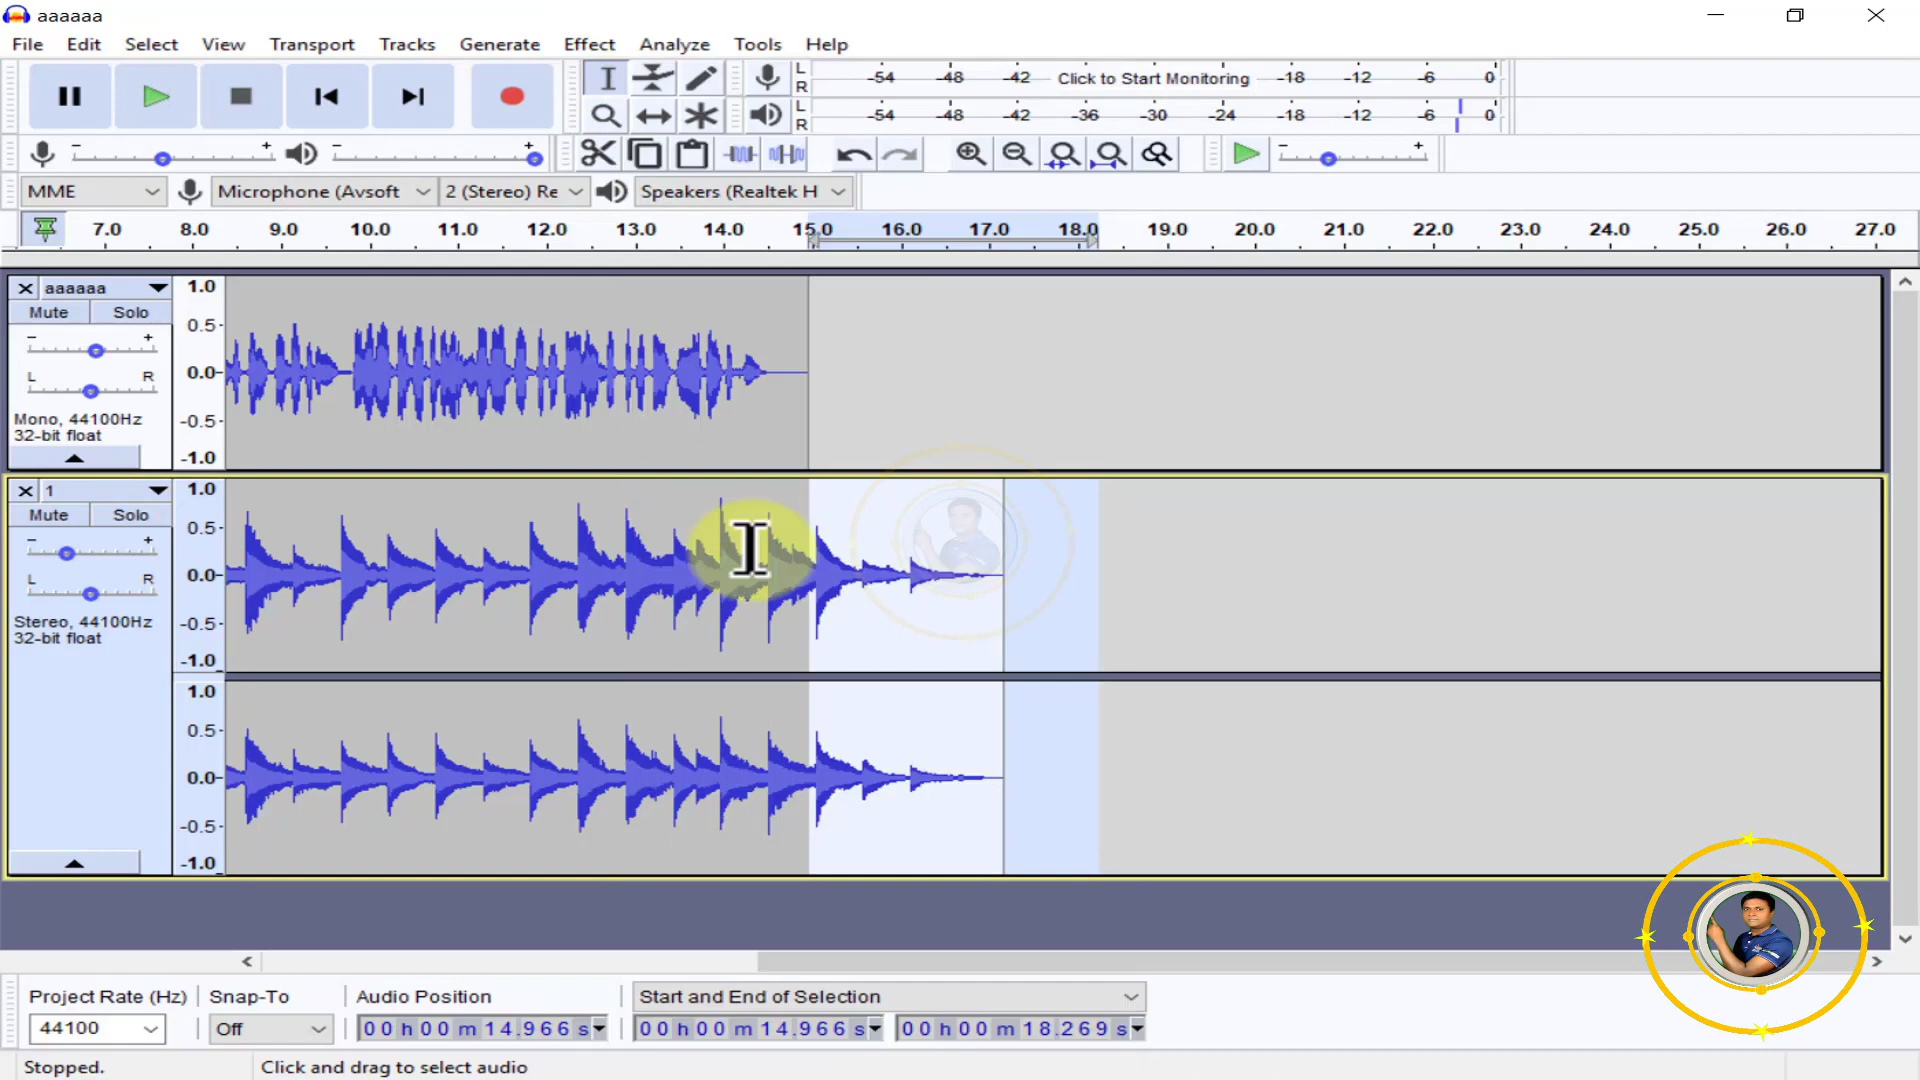 aaaaaa
File Edit Select View Transport Tracks Generate Effect Analyze Tools Help
L R -54 -48 -42 Click to Start Monitoring -18 -12 -6 0
L R -54 -48 -42 -36 -30 -24 -18 -12 -6 0
- + - + - +
MME Microphone (Avsoft 2 (Stereo) Re Speakers (Realtek H
7.0 8.0 9.0 10.0 11.0 12.0 13.0 14.0 15.0 16.0 17.0 18.0 19.0 20.0 21.0 22.0 23.0 24.0 25.0 26.0 27.0
aaaaaa 1.0
Mute Solo
- + 0.5
L R 0.0
Mono, 44100Hz -0.5
32-bit float
-1.0
1 1.0
Mute Solo 0.5
- +
L R 0.0
Stereo, 44100Hz -0.5
32-bit float
-1.0
1.0
0.5
0.0
-0.5
-1.0
Project Rate (Hz) Snap-To Audio Position Start and End of Selection
44100 Off 00 h 00 m 14.966 s 00 h 00 m 14.966 s 00 h 00 m 18.269 s
Stopped. Click and drag to select audio